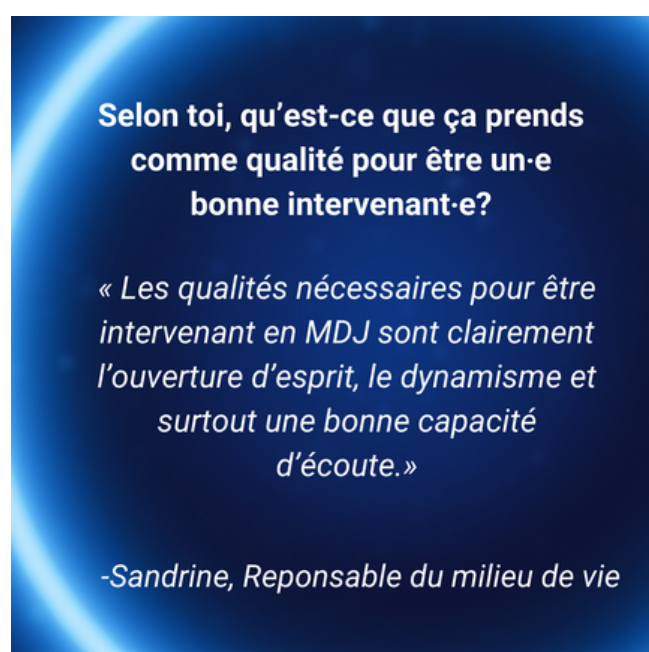 Selon toi, qu’est-ce que ça prends
comme qualité pour être un·e
bonne intervenant·e?
« Les qualités nécessaires pour être
intervenant en MDJ sont clairement
l’ouverture d’esprit, le dynamisme et
surtout une bonne capacité
d’écoute.»
-Sandrine, Reponsable du milieu de vie